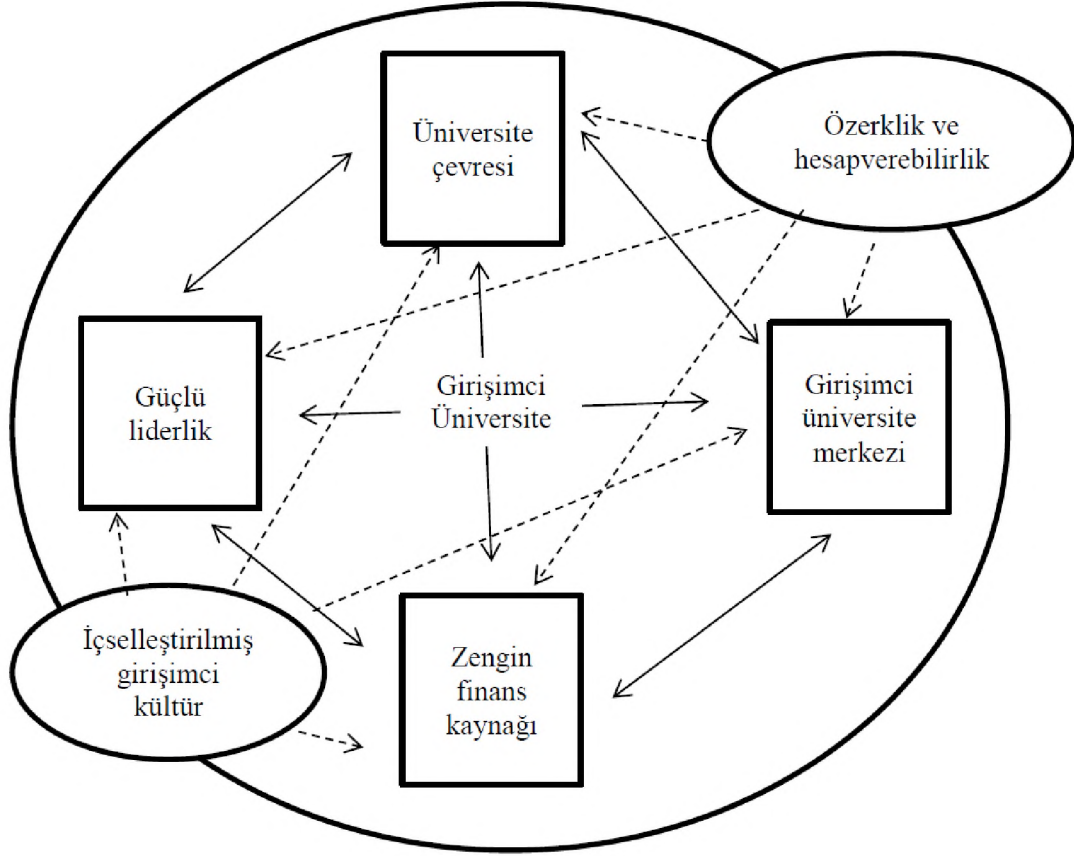 Üniversite
çevresi
Özerklik ve
hesapverebilirlik
Güçlü
liderlik
Girişimci
Üniversite
Girişimci
üniversite
merkezi
İçselleştirilmiş
girişimci
kültür
Zengin
finans
kaynağı